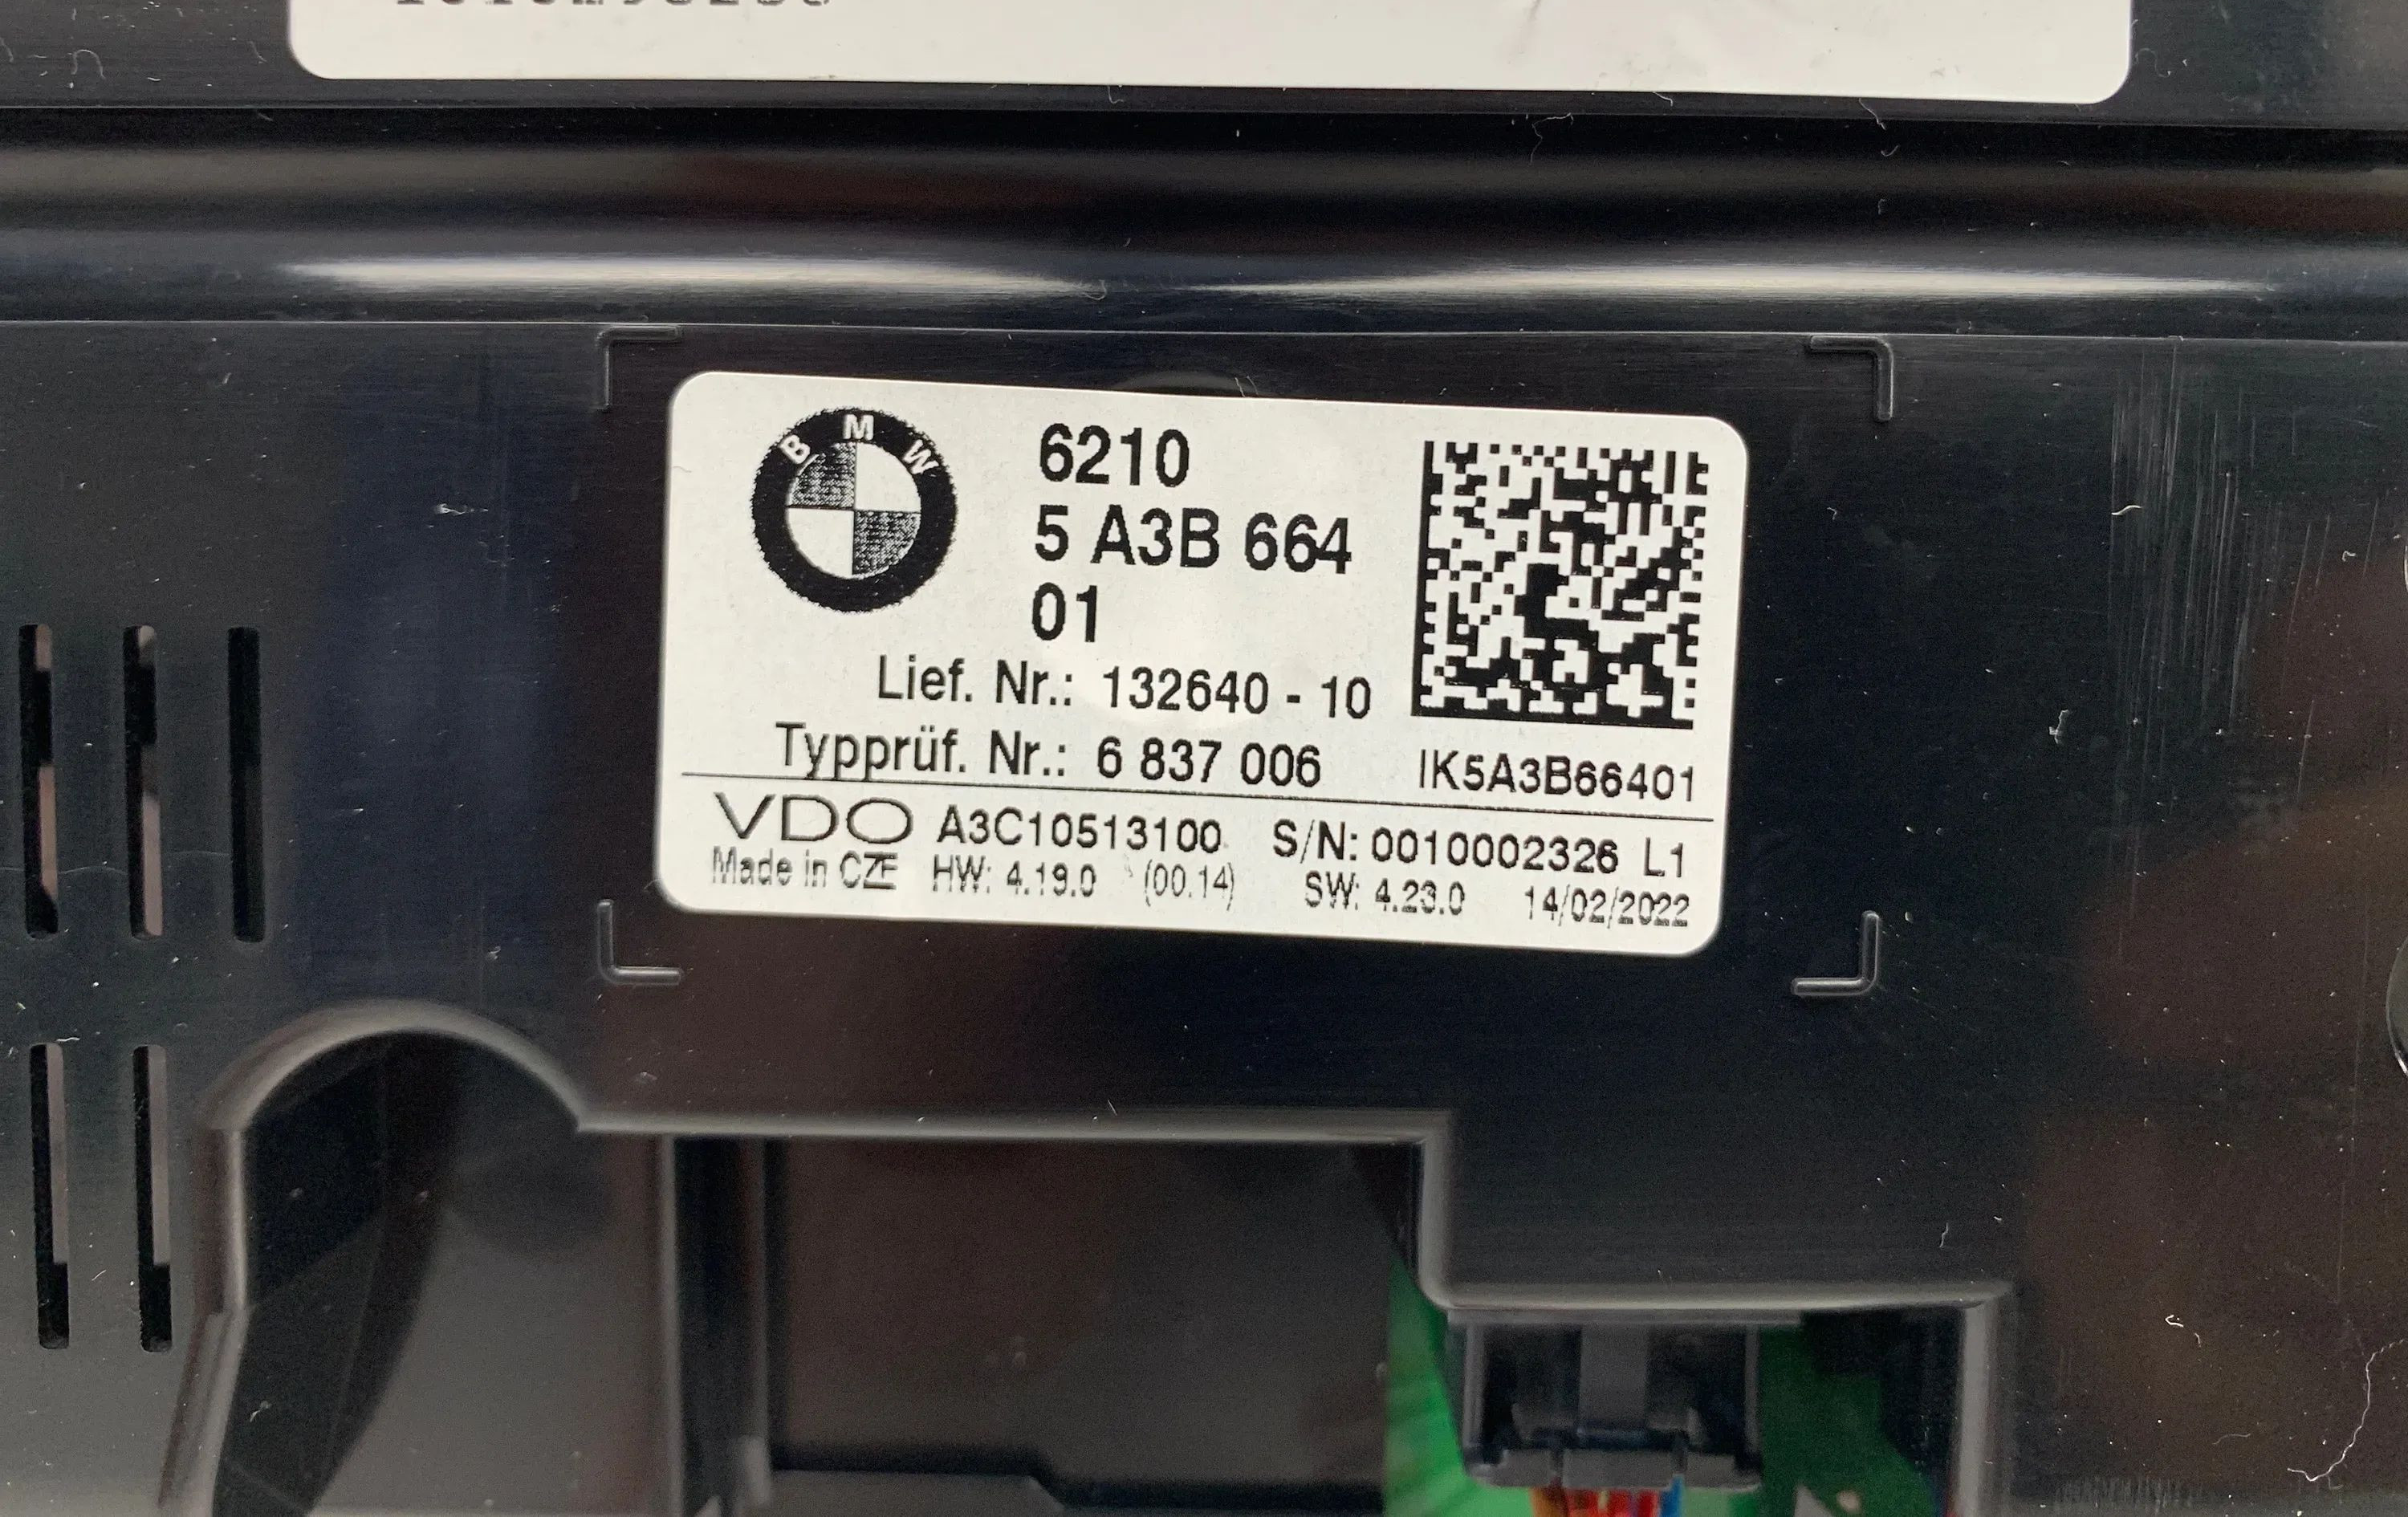 BMW
6210
5 A3B 664
01
Lief. Nr.: 132640 - 10
Typprüf. Nr.: 6 837 006
IK5A3B66401
VDO A3C10513100 S/N: 0010002326 L1
Made in CZE HW: 4.19.0 (00.14) SW: 4.23.0 14/02/2022